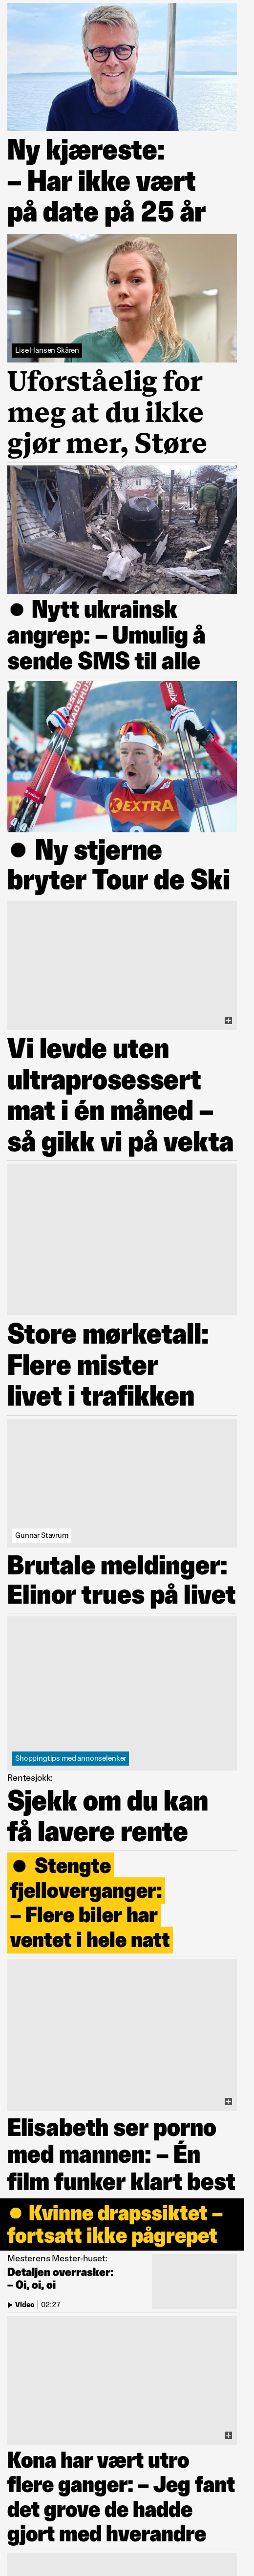 Ny kjæreste:
– Har ikke vært
på date på 25 år
Lise Hansen Skåren
Uforståelig for
meg at du ikke
gjør mer, Støre
● Nytt ukrainsk
angrep: – Umulig å
sende SMS til alle
MADSHUS
SWIX
EXTRA
● Ny stjerne
bryter Tour de Ski
Vi levde uten
ultraprosessert
mat i én måned –
så gikk vi på vekta
Store mørketall:
Flere mister
livet i trafikken
Gunnar Stavrum
Brutale meldinger:
Elinor trues på livet
Shoppingtips med annonselenker
Rentesjokk:
Sjekk om du kan
få lavere rente
● Stengte
fjelloverganger:
– Flere biler har
ventet i hele natt
Elisabeth ser porno
med mannen: – Én
film funker klart best
● Kvinne drapssiktet –
fortsatt ikke pågrepet
Mesterens Mester-huset:
Detaljen overrasker:
– Oi, oi, oi
Video | 02:27
Kona har vært utro
flere ganger: – Jeg fant
det grove de hadde
gjort med hverandre